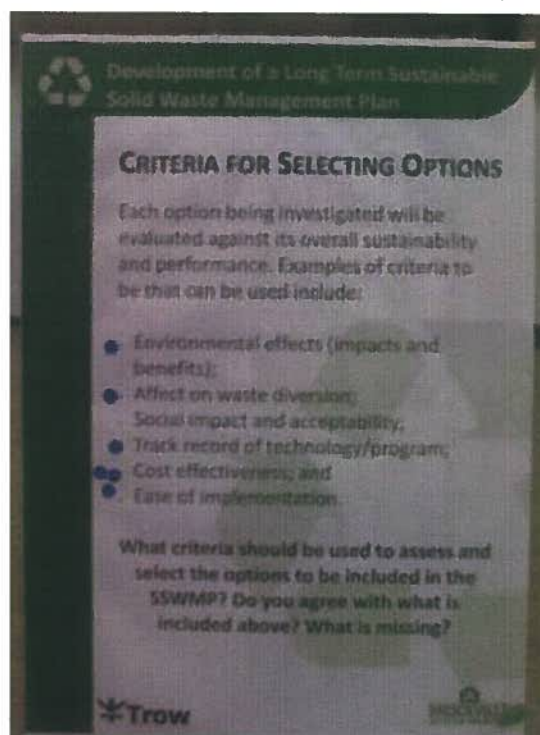 Development of a Long Term Sustainable
Solid Waste Management Plan
CRITERIA FOR SELECTING OPTIONS
Each option being investigated will be
evaluated against its overall sustainability
and performance. Examples of criteria to
be that can be used include:
Environmental effects (impacts and
benefits);
Affect on waste diversion;
Social impact and acceptability;
Track record of technology/program;
Cost effectiveness; and
Ease of implementation.
What criteria should be used to assess and
select the options to be included in the
SSWMP? Do you agree with what is
included above? What is missing?
Trow